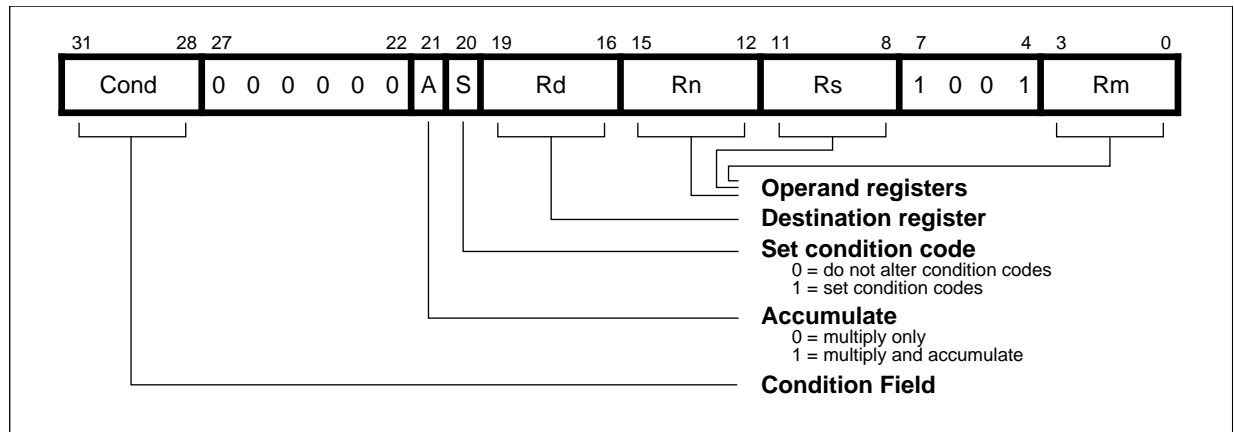 31 28 27 22 21 20 19 16 15 12 11 8 7 4 3 0
Cond 0 0 0 0 0 0 A S Rd Rn Rs 1 0 0 1 Rm
Operand registers
Destination register
Set condition code
0 = do not alter condition codes
1 = set condition codes
Accumulate
0 = multiply only
1 = multiply and accumulate
Condition Field